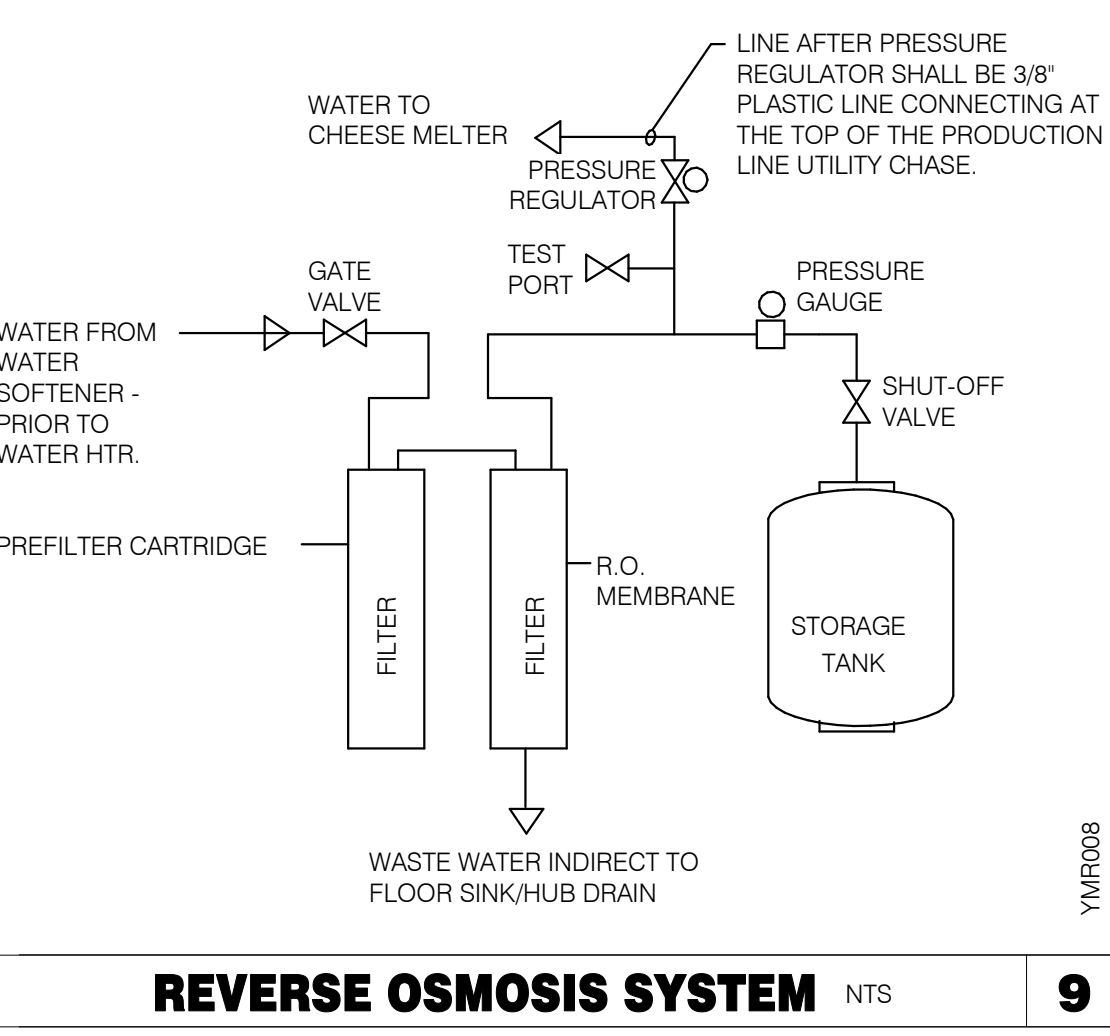 LINE AFTER PRESSURE
REGULATOR SHALL BE 3/8"
PLASTIC LINE CONNECTING AT
THE TOP OF THE PRODUCTION
LINE UTILITY CHASE.
WATER TO
CHEESE MELTER
PRESSURE
REGULATOR
TEST
PORT
GATE
VALVE
PRESSURE
GAUGE
WATER FROM
WATER
SOFTENER -
PRIOR TO
WATER HTR.
SHUT-OFF
VALVE
PREFILTER CARTRIDGE
R.O.
MEMBRANE
FILTER
FILTER
STORAGE
TANK
WASTE WATER INDIRECT TO
FLOOR SINK/HUB DRAIN
YMR008
REVERSE OSMOSIS SYSTEM NTS
9